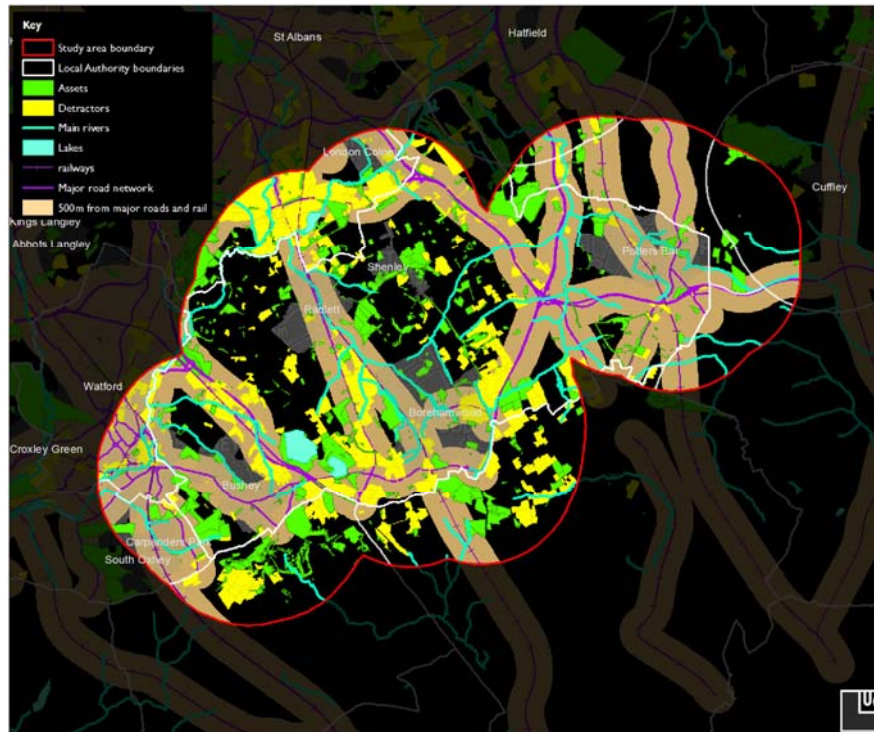 Key
Study area boundary
Local Authority boundaries
Assets
Detractors
Main rivers
Lakes
railways
Major road network
500m from major roads and rail
St Albans
Hatfield
London Colney
Cuffley
Kings Langley
Abbots Langley
Shenley
Potters Bar
Radlett
Watford
Borehamwood
Croxley Green
Bushey
Carpenders Park
South Oxhey